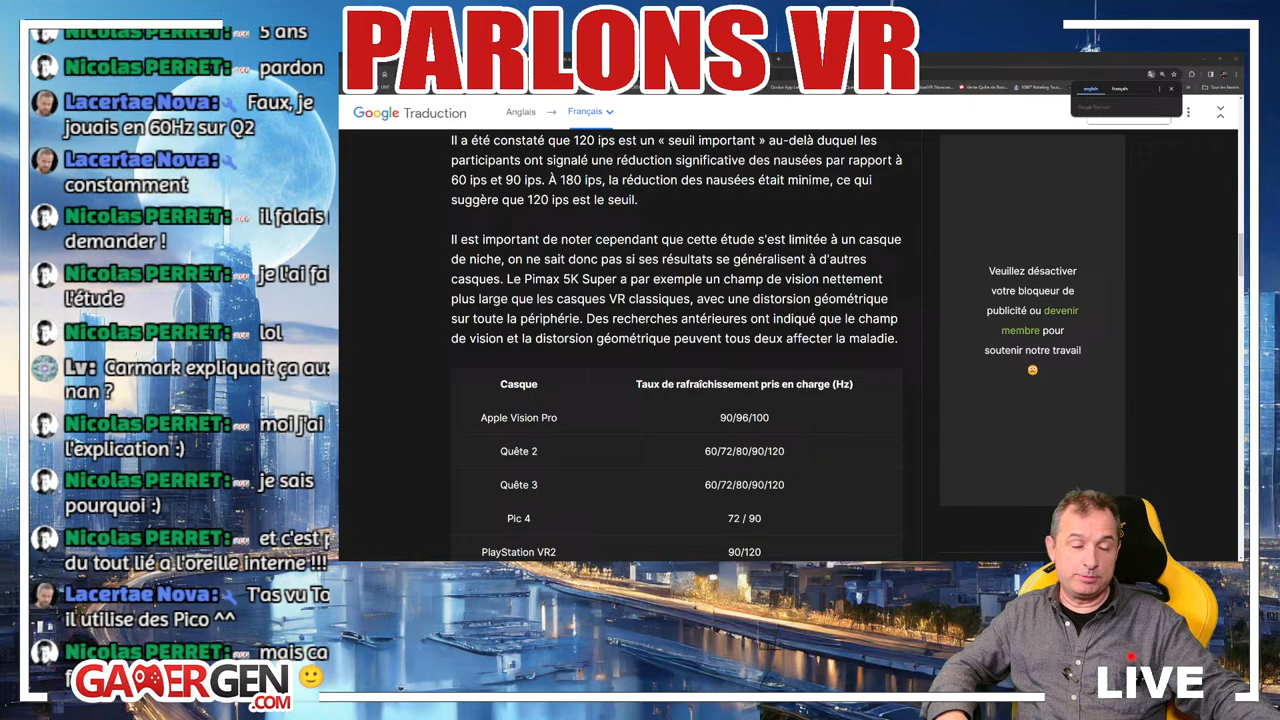 PARLONS VR
Nicolas PERRET: 5 ans
Nicolas PERRET: pardon
Lacertae Nova: Faux, je
jouais en 60Hz sur Q2
Lacertae Nova:
constamment
Nicolas PERRET: il falais
demander !
Nicolas PERRET: je l'ai fai
l'étude
Nicolas PERRET: lol
Lv: Carmark expliquait ça au
nan ?
Nicolas PERRET: moi j'ai
l'explication :)
Nicolas PERRET: je sais
pourquoi :)
Nicolas PERRET: et c'est
du tout lié a l'oreille interne !!!
Lacertae Nova: T'as vu To
il utilise des Pico ^^
Nicolas PERRET: mais ca
GAMERGEN
.COM
anglais français
Google Traduction Anglais → Français
Il a été constaté que 120 ips est un « seuil important » au-delà duquel les
participants ont signalé une réduction significative des nausées par rapport à
60 ips et 90 ips. À 180 ips, la réduction des nausées était minime, ce qui
suggère que 120 ips est le seuil.
Il est important de noter cependant que cette étude s'est limitée à un casque
de niche, on ne sait donc pas si ses résultats se généralisent à d'autres
casques. Le Pimax 5K Super a par exemple un champ de vision nettement
plus large que les casques VR classiques, avec une distorsion géométrique
sur toute la périphérie. Des recherches antérieures ont indiqué que le champ
de vision et la distorsion géométrique peuvent tous deux affecter la maladie.
Casque Taux de rafraîchissement pris en charge (Hz)
Apple Vision Pro 90/96/100
Quête 2 60/72/80/90/120
Quête 3 60/72/80/90/120
Pic 4 72 / 90
PlayStation VR2 90/120
Veuillez désactiver
votre bloqueur de
publicité ou devenir
membre pour
soutenir notre travail
LIVE